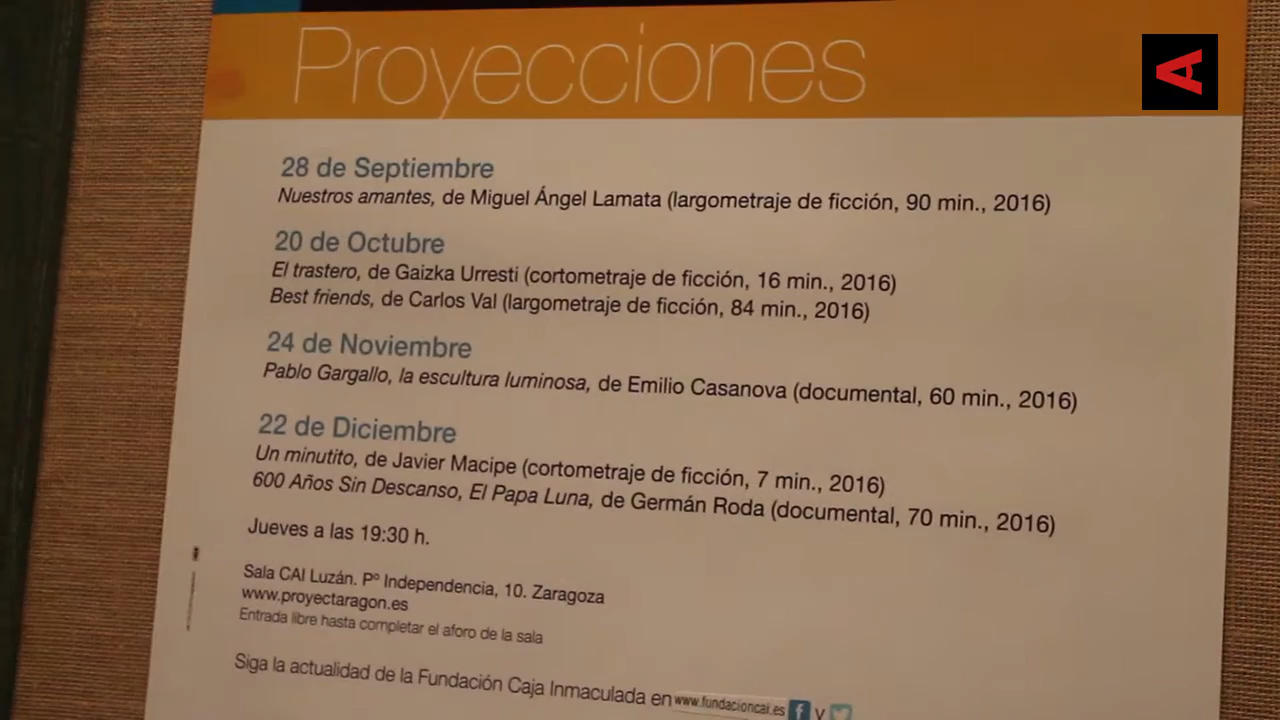 Proyecciones
28 de Septiembre
Nuestros amantes, de Miguel Ángel Lamata (largometraje de ficción, 90 min., 2016)
20 de Octubre
El trastero, de Gaizka Urresti (cortometraje de ficción, 16 min., 2016)
Best friends, de Carlos Val (largometraje de ficción, 84 min., 2016)
24 de Noviembre
Pablo Gargallo, la escultura luminosa, de Emilio Casanova (documental, 60 min., 2016)
22 de Diciembre
Un minutito, de Javier Macipe (cortometraje de ficción, 7 min., 2016)
600 Años Sin Descanso, El Papa Luna, de Germán Roda (documental, 70 min., 2016)
Jueves a las 19:30 h.
Sala CAI Luzán. Pº Independencia, 10. Zaragoza
www.proyectaragon.es
Entrada libre hasta completar el aforo de la sala
Siga la actualidad de la Fundación Caja Inmaculada en www.fundacioncai.es f y
A